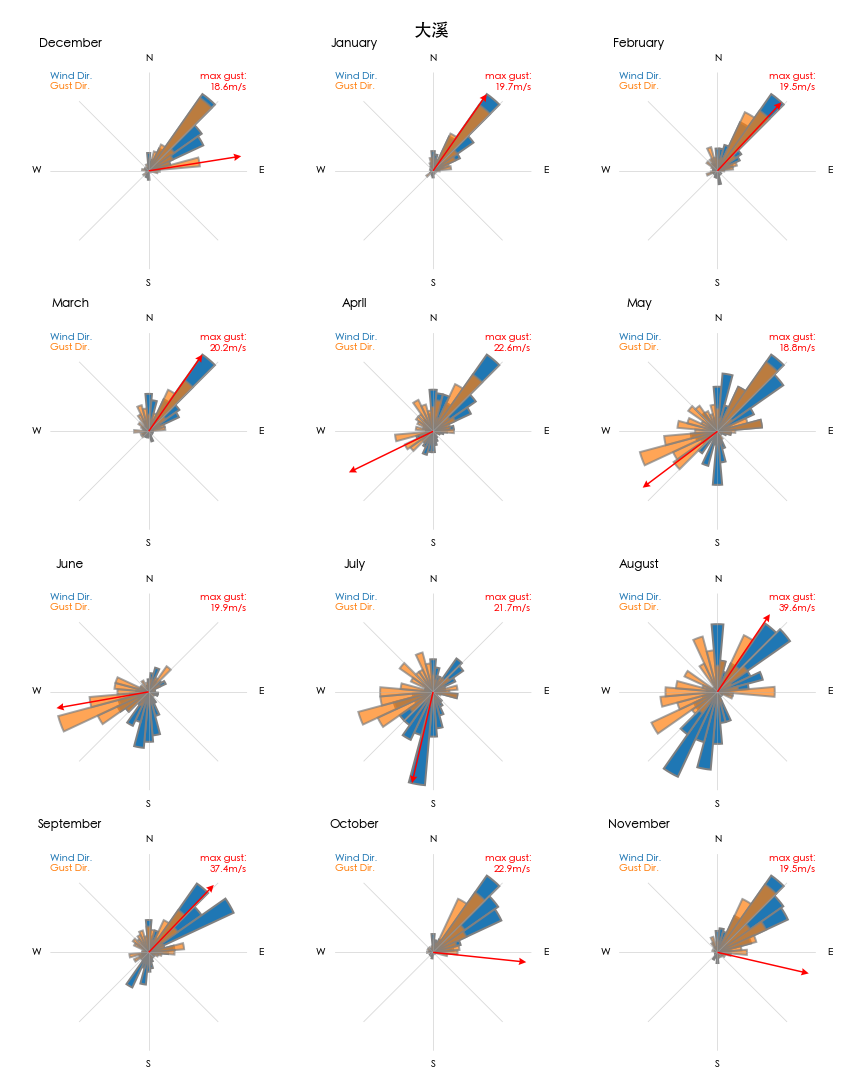 大溪
December
January
February
N
N
N
Wind Dir.
Gust Dir.
max gust:
18.6m/s
Wind Dir.
Gust Dir.
max gust:
19.7m/s
Wind Dir.
Gust Dir.
max gust:
19.5m/s
W
E
W
E
W
E
S
S
S
March
April
May
N
N
N
Wind Dir.
Gust Dir.
max gust:
20.2m/s
Wind Dir.
Gust Dir.
max gust:
22.6m/s
Wind Dir.
Gust Dir.
max gust:
18.8m/s
W
E
W
E
W
E
S
S
S
June
July
August
N
N
N
Wind Dir.
Gust Dir.
max gust:
19.9m/s
Wind Dir.
Gust Dir.
max gust:
21.7m/s
Wind Dir.
Gust Dir.
max gust:
39.6m/s
W
E
W
E
W
E
S
S
S
September
October
November
N
N
N
Wind Dir.
Gust Dir.
max gust:
37.4m/s
Wind Dir.
Gust Dir.
max gust:
22.9m/s
Wind Dir.
Gust Dir.
max gust:
19.5m/s
W
E
W
E
W
E
S
S
S